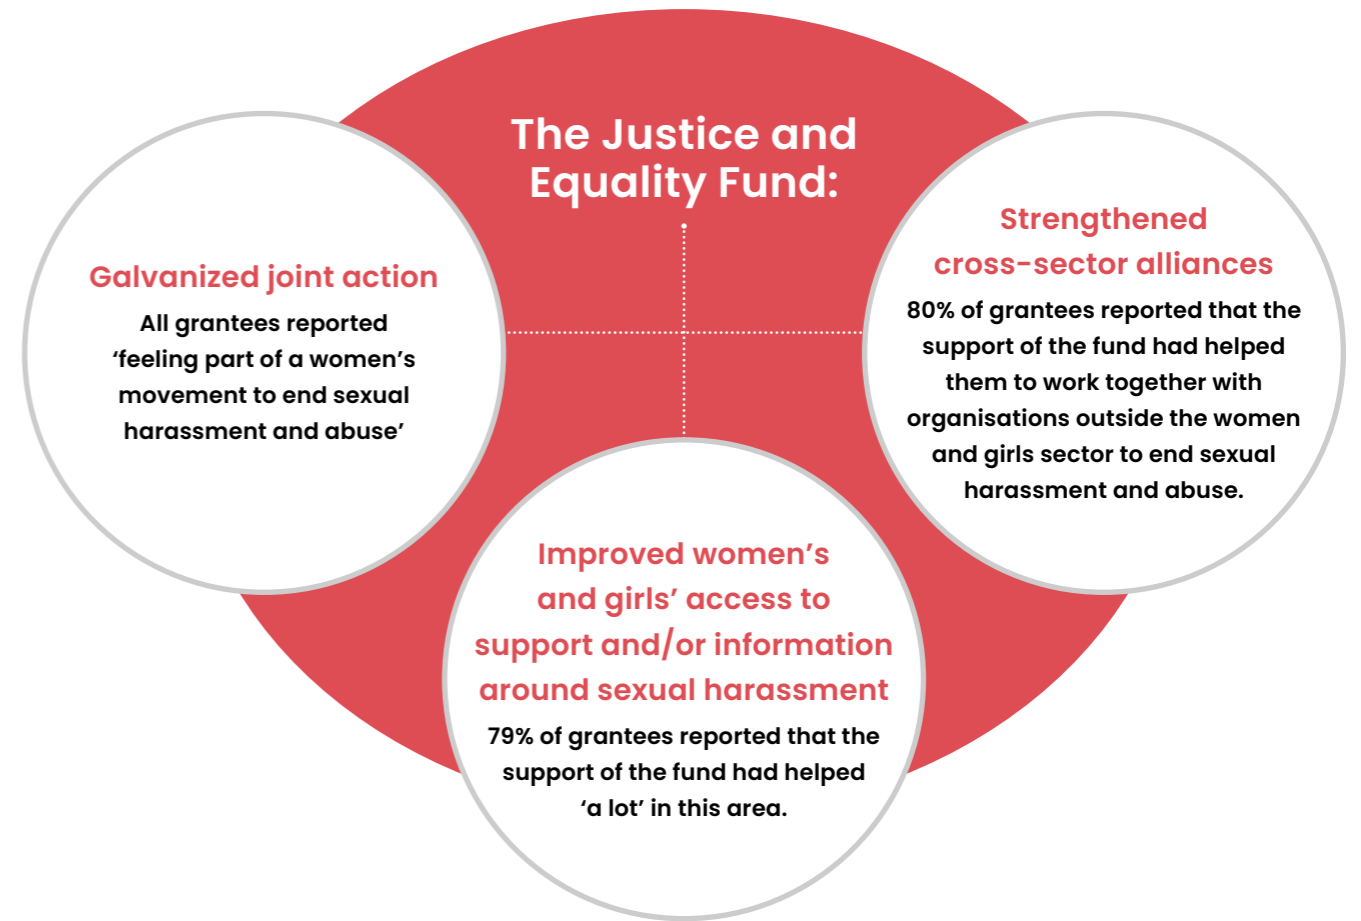 The Justice and
Equality Fund:
Galvanized joint action
All grantees reported
‘feeling part of a women’s
movement to end sexual
harassment and abuse’
Strengthened
cross-sector alliances
80% of grantees reported that the
support of the fund had helped
them to work together with
organisations outside the women
and girls sector to end sexual
harassment and abuse.
Improved women’s
and girls’ access to
support and/or information
around sexual harassment
79% of grantees reported that the
support of the fund had helped
‘a lot’ in this area.